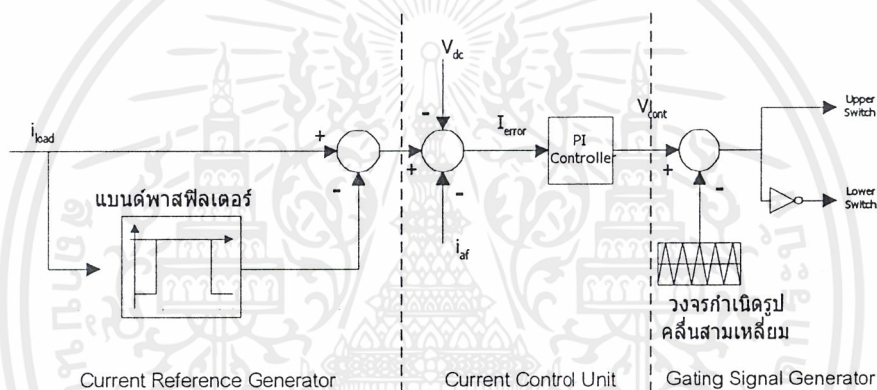 V_dc
i_load
+
-
+
-
-
I_error
PI
Controller
V_cont
+
-
Upper
Switch
Lower
Switch
i_af
แบนด์พาสฟิลเตอร์
วงจรกำเนิดรูป
คลื่นสามเหลี่ยม
Current Reference Generator
Current Control Unit
Gating Signal Generator